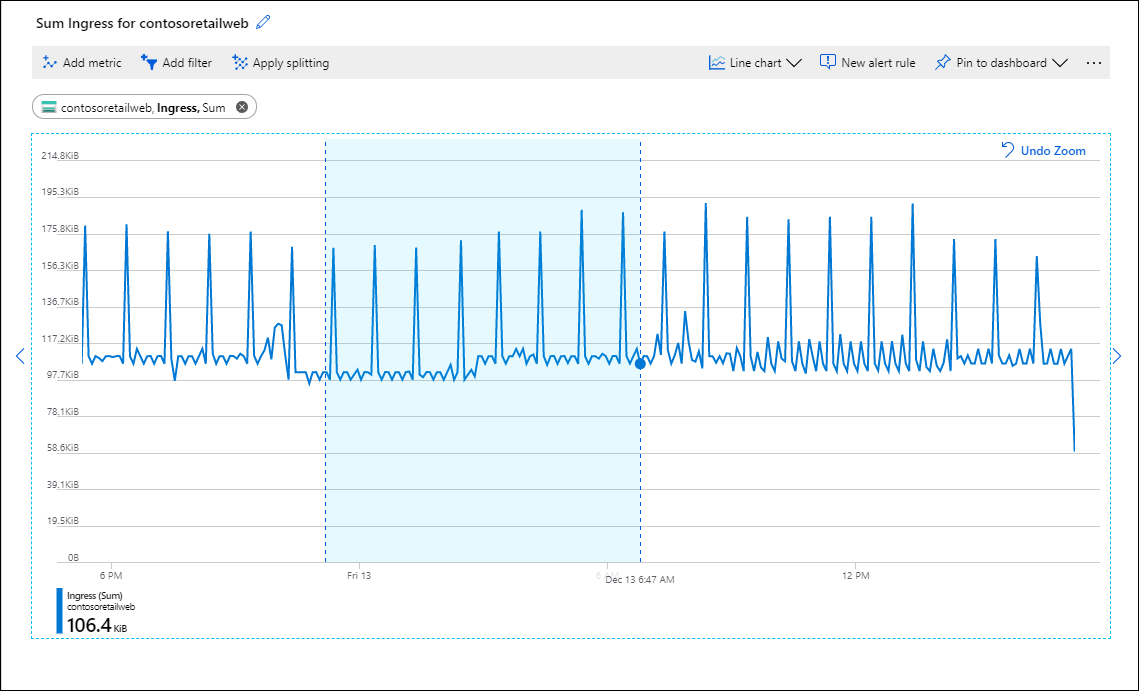 Sum Ingress for contosoretailweb
Add metric Add filter Apply splitting Line chart New alert rule Pin to dashboard ...
contosoretailweb, Ingress, Sum
Undo Zoom
214.8KiB
195.3KiB
175.8KiB
156.3KiB
136.7KiB
117.2KiB
97.7KiB
78.1KiB
58.6KiB
39.1KiB
19.5KiB
0B
6 PM Fri 13 Dec 13 6:47 AM 12 PM
Ingress (Sum)
contosoretailweb
106.4 KiB